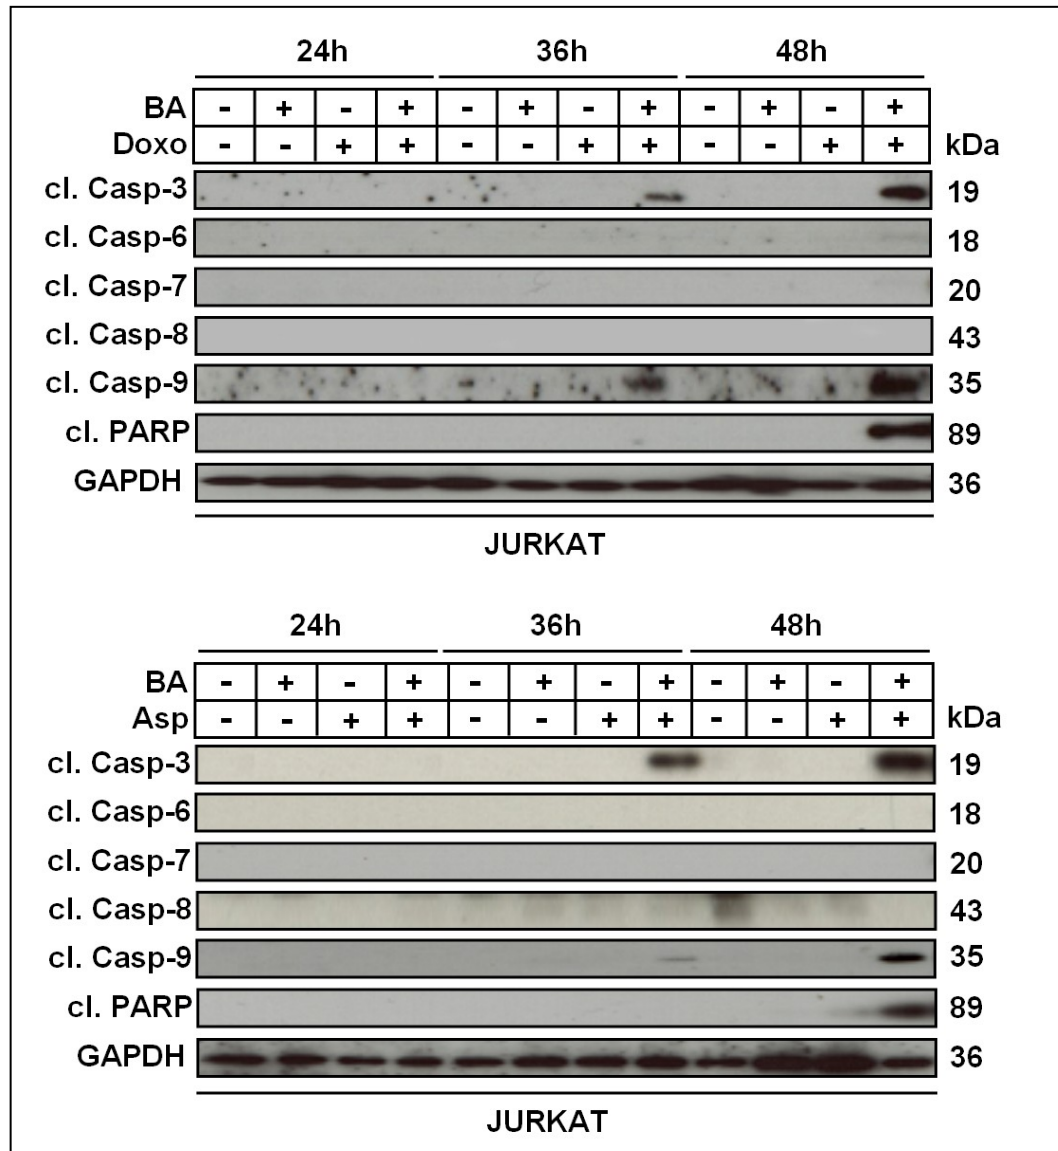 24h 36h 48h
BA - + - + - + - + - + - +
Doxo - - + + - - + + - - + + kDa
cl. Casp-3 19
cl. Casp-6 18
cl. Casp-7 20
cl. Casp-8 43
cl. Casp-9 35
cl. PARP 89
GAPDH 36
JURKAT
24h 36h 48h
BA - + - + - + - + - + - +
Asp - - + + - - + + - - + + kDa
cl. Casp-3 19
cl. Casp-6 18
cl. Casp-7 20
cl. Casp-8 43
cl. Casp-9 35
cl. PARP 89
GAPDH 36
JURKAT